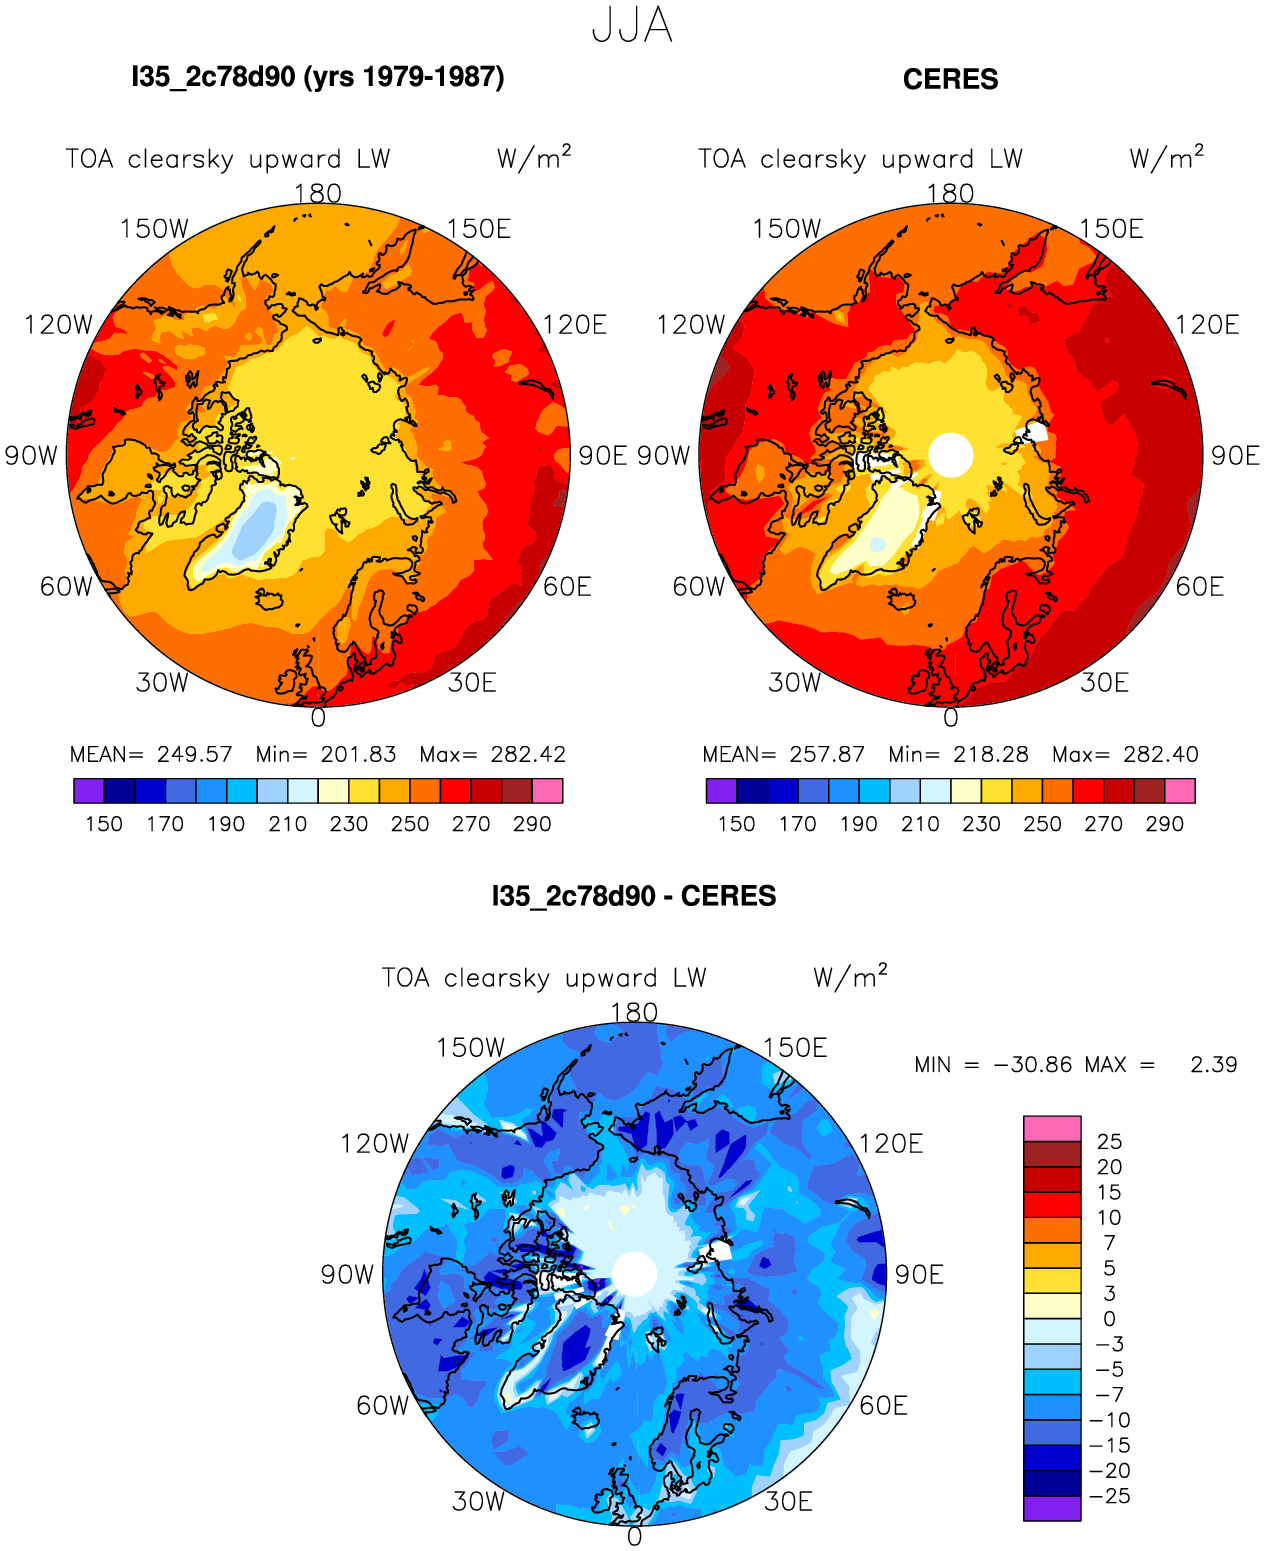 JJA
I35_2c78d90 (yrs 1979-1987)
TOA clearsky upward LW W/m²
180
150W 150E
120W 120E
90W 90E
60W 60E
30W 30E
0
MEAN= 249.57 Min= 201.83 Max= 282.42
150 170 190 210 230 250 270 290
CERES
TOA clearsky upward LW W/m²
180
150W 150E
120W 120E
90W 90E
60W 60E
30W 30E
0
MEAN= 257.87 Min= 218.28 Max= 282.40
150 170 190 210 230 250 270 290
I35_2c78d90 - CERES
TOA clearsky upward LW W/m²
180
150W 150E
120W 120E
90W 90E
60W 60E
30W 30E
0
MIN = −30.86 MAX = 2.39
25
20
15
10
7
5
3
0
−3
−5
−7
−10
−15
−20
−25